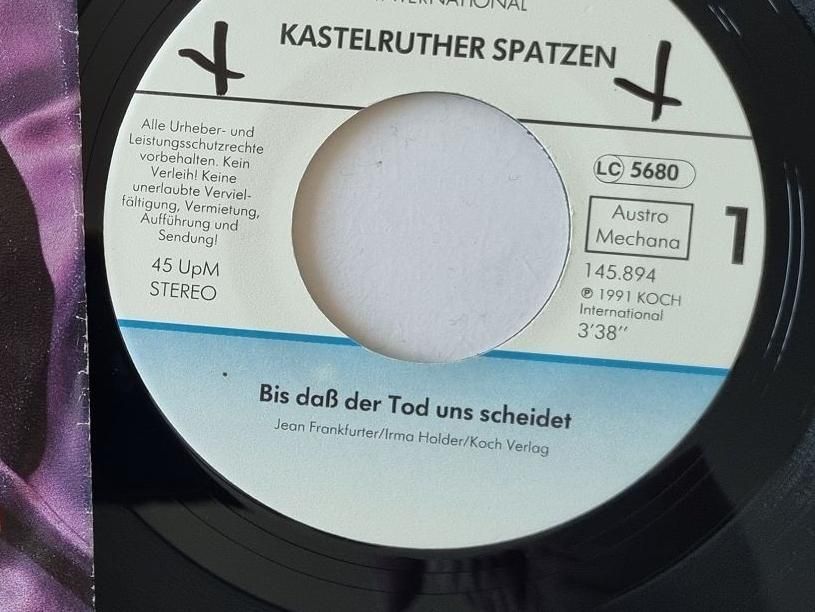 INTERNATIONAL
KASTELRUTHER SPATZEN
Alle Urheber- und
Leistungsschutzrechte
vorbehalten. Kein
Verleih! Keine
unerlaubte Verviel-
fältigung, Vermietung,
Aufführung und
Sendung!
45 UpM
STEREO
LC 5680
Austro
Mechana
1
145.894
℗ 1991 KOCH
International
3'38''
Bis daß der Tod uns scheidet
Jean Frankfurter/Irma Holder/Koch Verlag